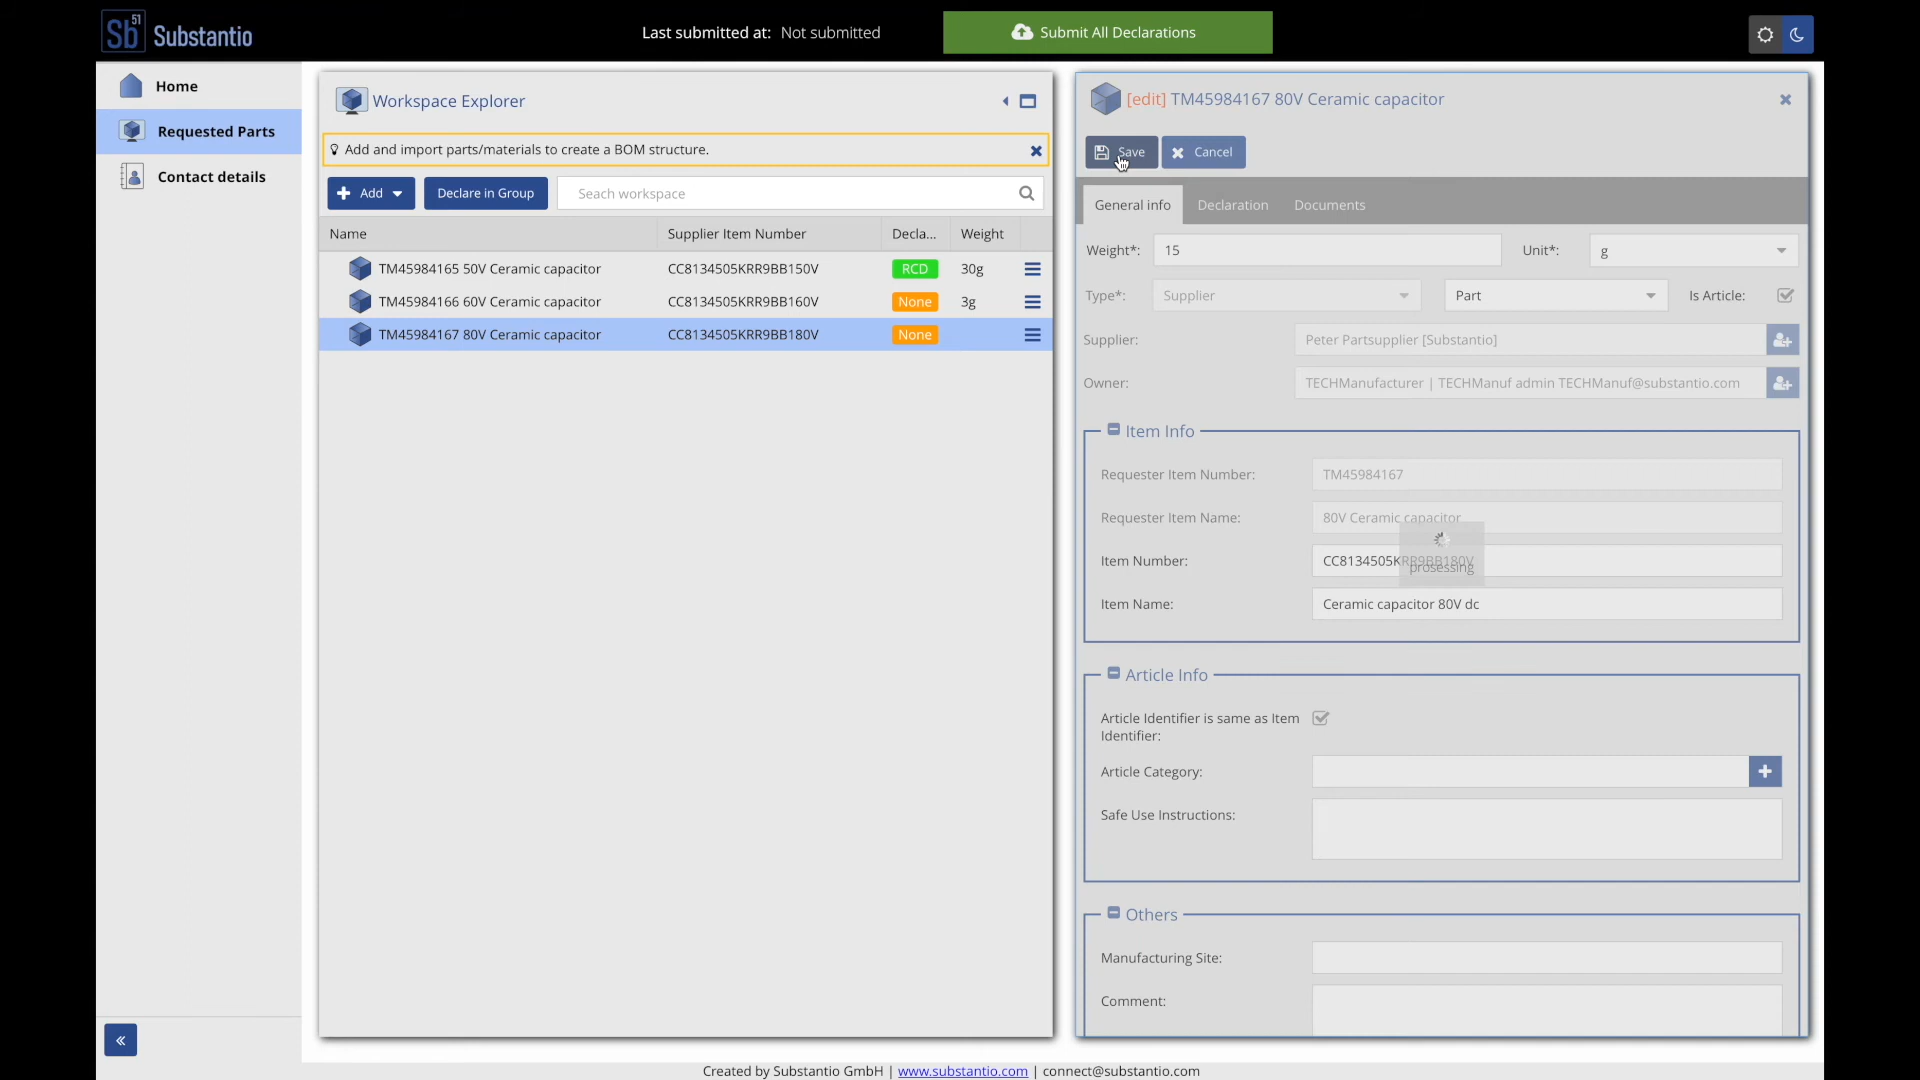 Sb 51 Substantio
Last submitted at: Not submitted
Submit All Declarations
Home
Requested Parts
Contact details
Workspace Explorer
Add and import parts/materials to create a BOM structure.
Add
Declare in Group
Seach workspace
Name Supplier Item Number Decla... Weight
TM45984165 50V Ceramic capacitor CC8134505KRR9BB150V RCD 30g
TM45984166 60V Ceramic capacitor CC8134505KRR9BB160V None 3g
TM45984167 80V Ceramic capacitor CC8134505KRR9BB180V None
[edit] TM45984167 80V Ceramic capacitor
Save Cancel
General info Declaration Documents
Weight*: 15 Unit*: g
Type*: Supplier Part Is Article:
Supplier: Peter Partsupplier [Substantio]
Owner: TECHManufacturer | TECHManuf admin TECHManuf@substantio.com
Item Info
Requester Item Number: TM45984167
Requester Item Name: 80V Ceramic capacitor
Item Number: CC8134505KRR9BB180V
prosessing
Item Name: Ceramic capacitor 80V dc
Article Info
Article Identifier is same as Item
Identifier:
Article Category:
Safe Use Instructions:
Others
Manufacturing Site:
Comment:
Created by Substantio GmbH | www.substantio.com | connect@substantio.com